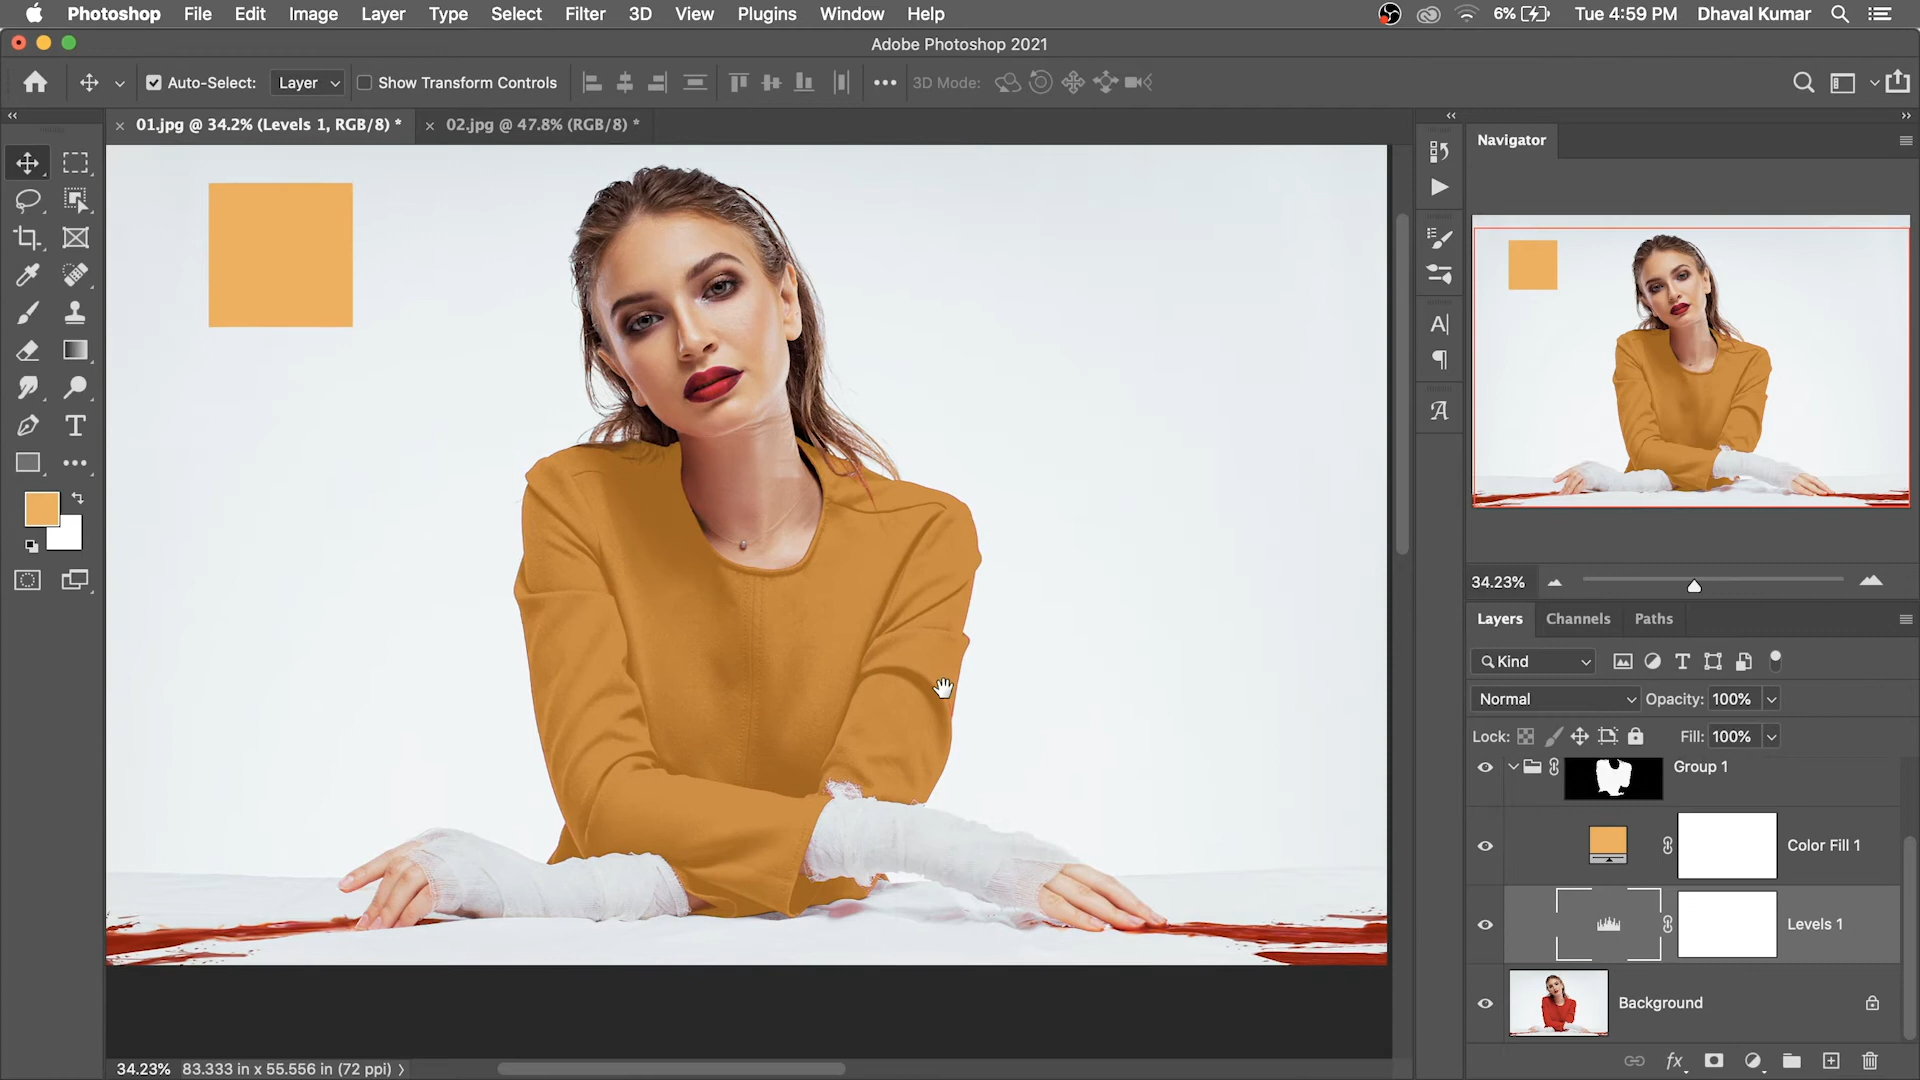 Photoshop File Edit Image Layer Type Select Filter 3D View Plugins Window Help 6% Tue 4:59 PM Dhaval Kumar
Adobe Photoshop 2021
Auto-Select: Layer Show Transform Controls 3D Mode:
01.jpg @ 34.2% (Levels 1, RGB/8) * 02.jpg @ 47.8% (RGB/8) *
Navigator
34.23%
Layers Channels Paths
Kind
Normal Opacity: 100%
Lock: Fill: 100%
Group 1
Color Fill 1
Levels 1
Background
fx
34.23% 83.333 in x 55.556 in (72 ppi)